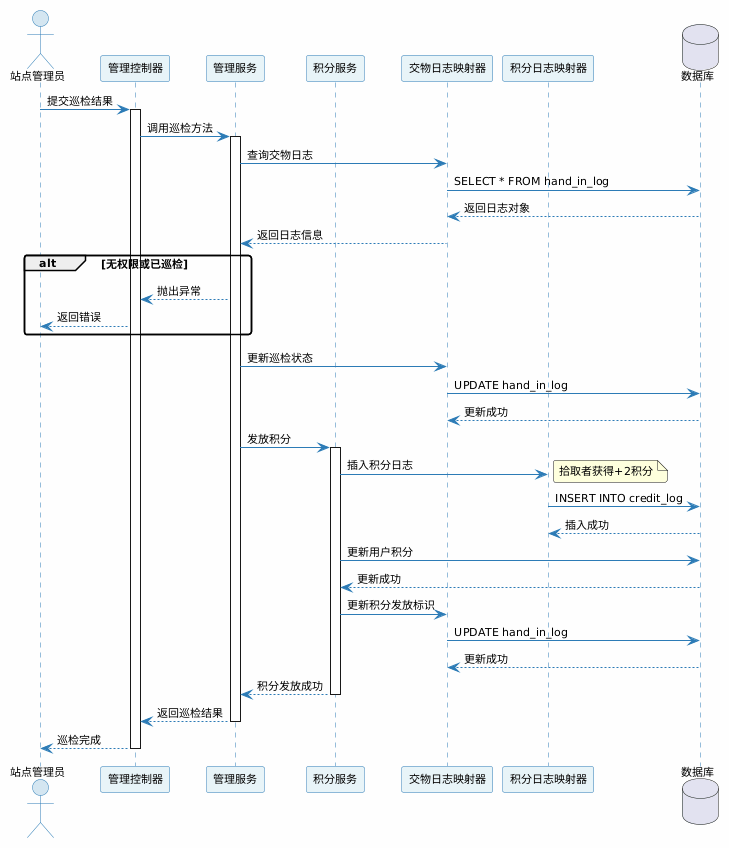 站点管理员
管理控制器
管理服务
积分服务
交物日志映射器
积分日志映射器
数据库
提交巡检结果
调用巡检方法
查询交物日志
SELECT * FROM hand_in_log
返回日志对象
返回日志信息
alt
[无权限或已巡检]
抛出异常
返回错误
更新巡检状态
UPDATE hand_in_log
更新成功
发放积分
插入积分日志
拾取者获得+2积分
INSERT INTO credit_log
插入成功
更新用户积分
更新成功
更新积分发放标识
UPDATE hand_in_log
更新成功
积分发放成功
返回巡检结果
巡检完成
站点管理员
管理控制器
管理服务
积分服务
交物日志映射器
积分日志映射器
数据库